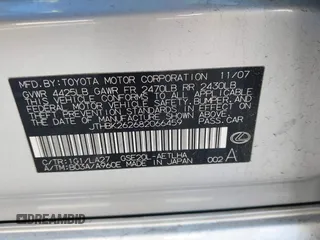 MFD.BY: TOYOTA MOTOR CORPORATION 11/07
GVWR 4425LB GAWR FR 2470LB RR 2430LB
THIS VEHICLE CONFORMS TO ALL APPLICABLE
FEDERAL MOTOR VEHICLE SAFETY, BUMPER, AND
THEFT PREVENTION STANDARDS IN EFFECT ON
THE DATE OF MANUFACTURE SHOWN ABOVE.
JTHBK262682066459 PASS.CAR
C/TR:1G1/LA27 GSE20L-AETLHA
A/TM:B03A/A960E MADE IN JAPAN 002 A